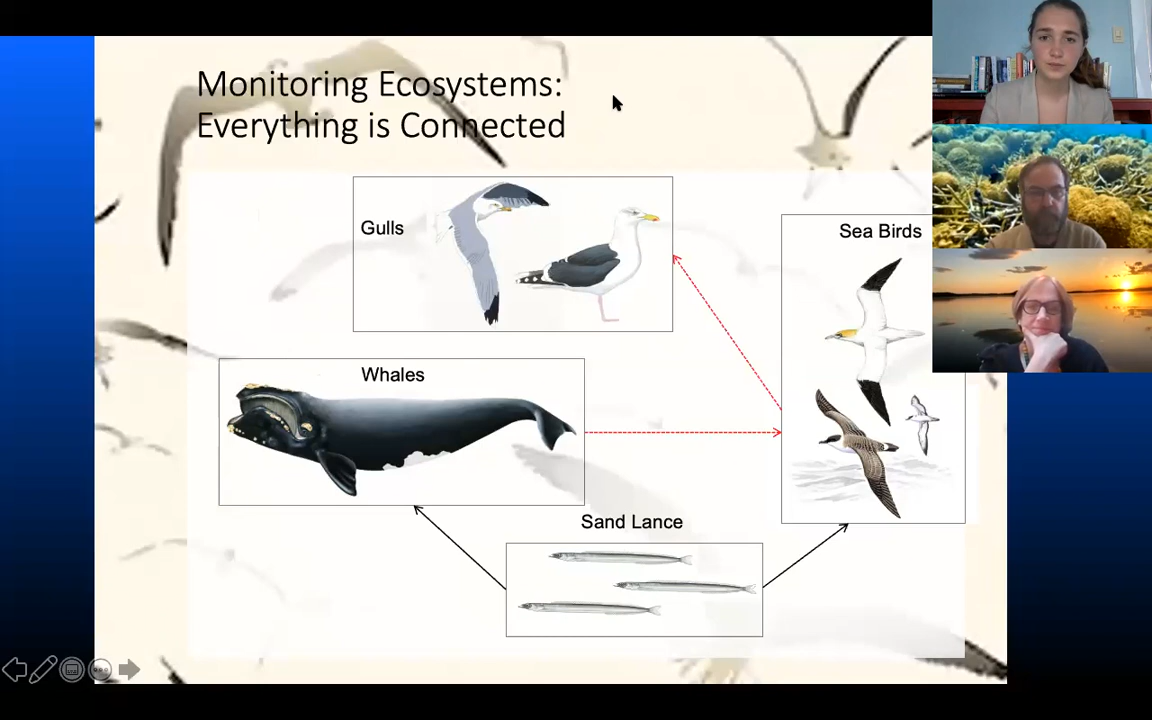 Monitoring Ecosystems:
Everything is Connected
Gulls
Sea Birds
Whales
Sand Lance